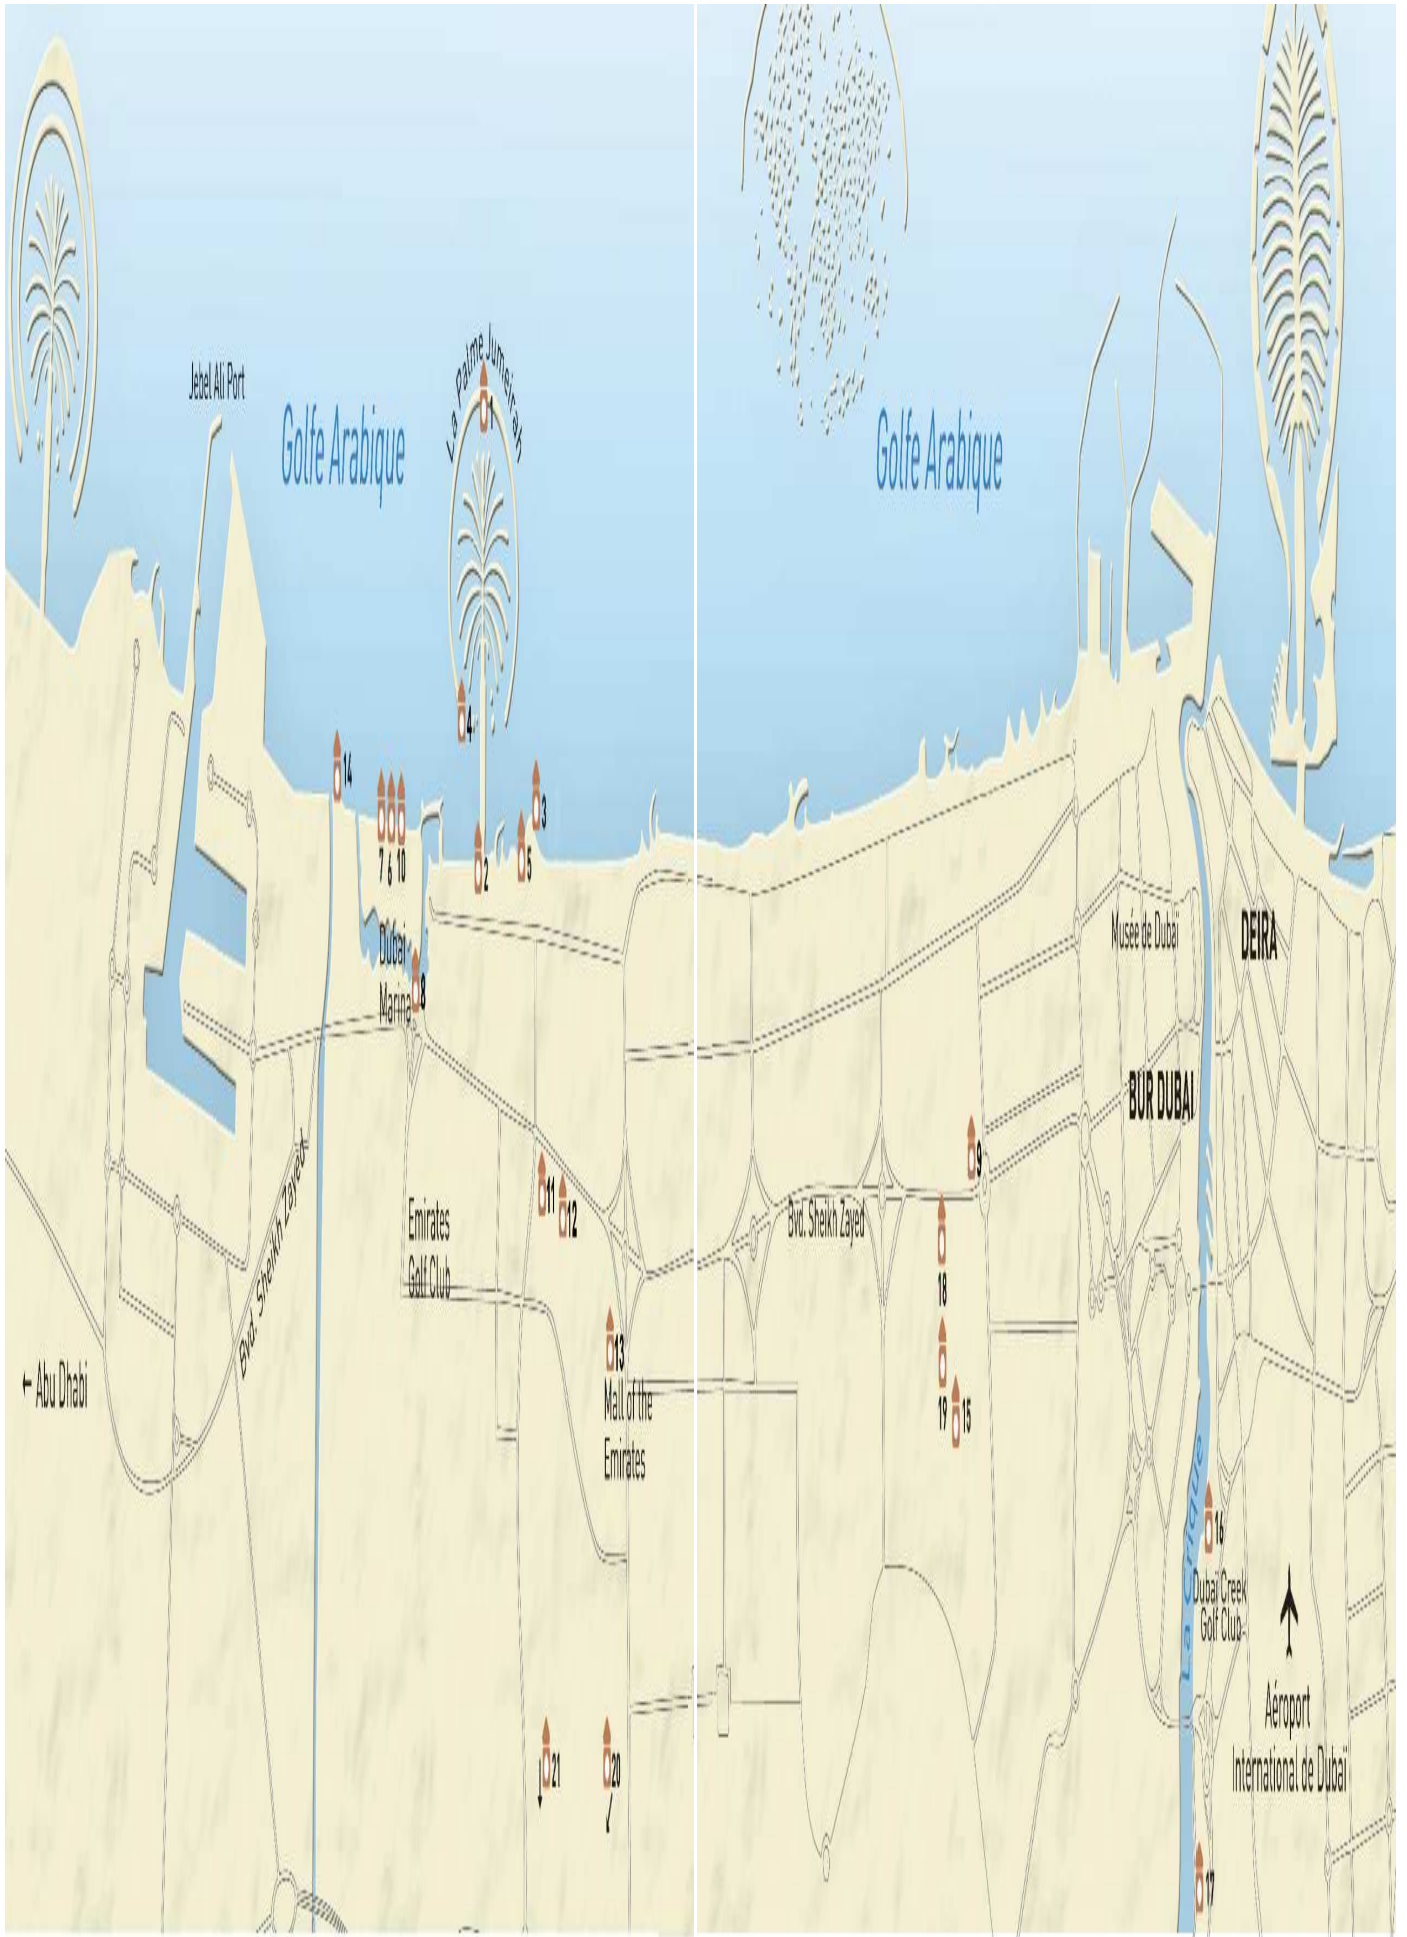 Jebel Ali Port
Golfe Arabique
La Palme Jumeirah
1
4
14
3
7
6
10
2
5
Dubai
Marina
8
11
12
Emirates
Golf Club
Bvd. Sheikh Zayed
13
Mall of the
Emirates
← Abu Dhabi
21
20
Golfe Arabique
Musée de Dubaï
DEIRA
BUR DUBAI
9
Bvd. Sheikh Zayed
18
19
15
La Crique
16
Dubai Creek
Golf Club
Aéroport
International de Dubaï
17